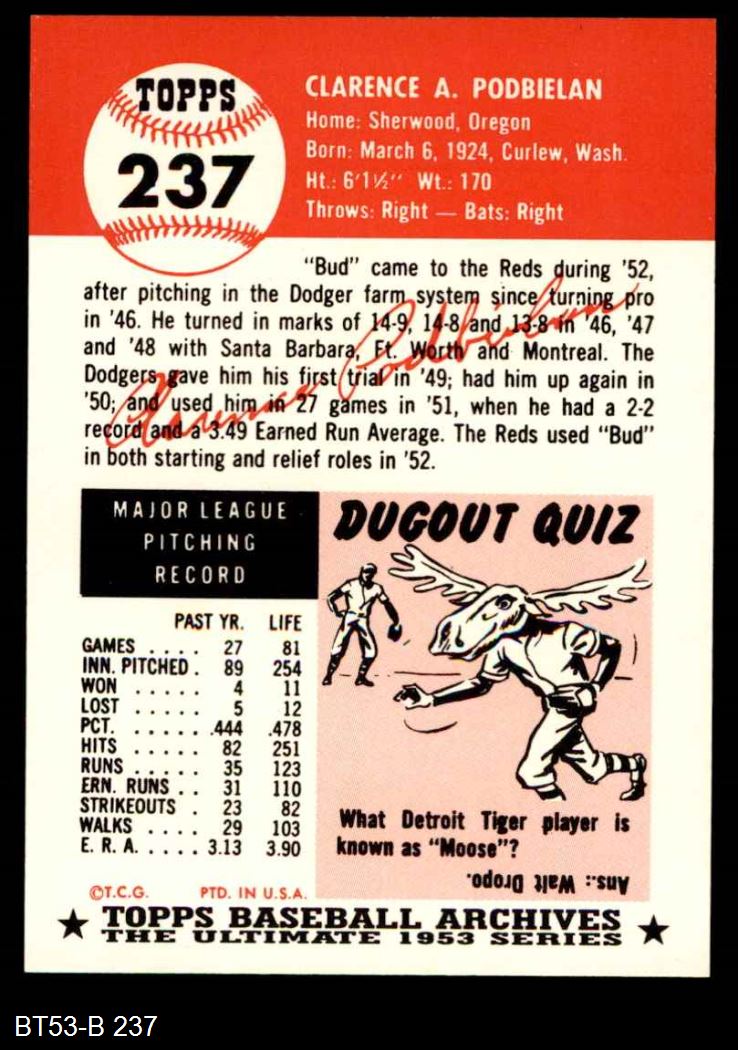 TOPPS
237
CLARENCE A. PODBIELAN
Home: Sherwood, Oregon
Born: March 6, 1924, Curlew, Wash.
Ht.: 6'1½" Wt.: 170
Throws: Right — Bats: Right
"Bud" came to the Reds during '52,
after pitching in the Dodger farm system since turning pro
in '46. He turned in marks of 14-9, 14-8 and 13-8 in '46, '47
and '48 with Santa Barbara, Ft. Worth and Montreal. The
Dodgers gave him his first trial in '49; had him up again in
'50; and used him in 27 games in '51, when he had a 2-2
record and a 3.49 Earned Run Average. The Reds used "Bud"
in both starting and relief roles in '52.
Clarence Podbielan
MAJOR LEAGUE
PITCHING
RECORD
PAST YR. LIFE
GAMES . . . . 27 81
INN. PITCHED . 89 254
WON . . . . . 4 11
LOST . . . . . 5 12
PCT. . . . . . .444 .478
HITS . . . . . 82 251
RUNS . . . . . 35 123
ERN. RUNS . . 31 110
STRIKEOUTS . 23 82
WALKS . . . . 29 103
E. R. A. . . . . . 3.13 3.90
DUGOUT QUIZ
What Detroit Tiger player is
known as "Moose"?
Ans.: Walt Dropo.
©T.C.G. PTD. IN U.S.A.
TOPPS BASEBALL ARCHIVES
THE ULTIMATE 1953 SERIES
BT53-B 237